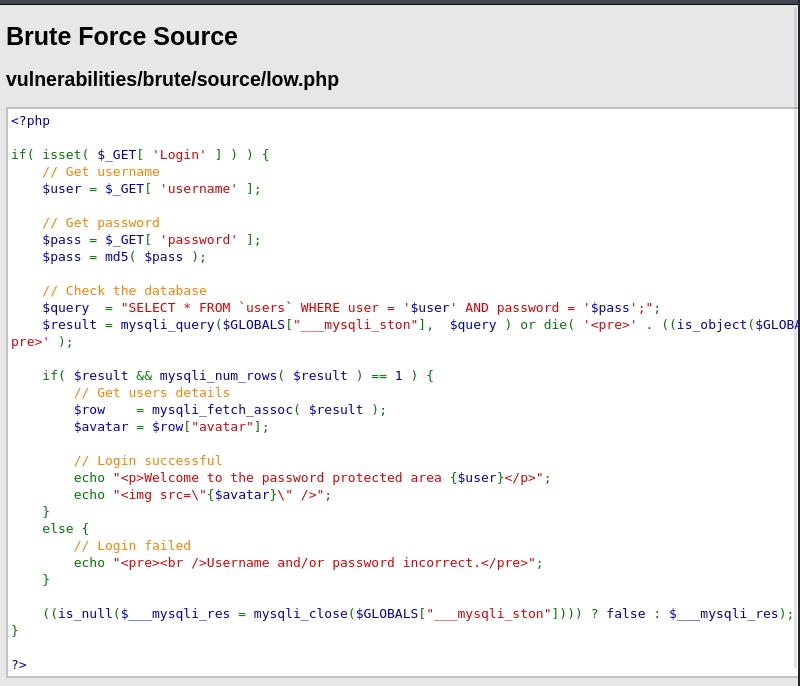 Brute Force Source
vulnerabilities/brute/source/low.php
<?php
if( isset( $_GET[ 'Login' ] ) ) {
    // Get username
    $user = $_GET[ 'username' ];
    // Get password
    $pass = $_GET[ 'password' ];
    $pass = md5( $pass );
    // Check the database
    $query  = "SELECT * FROM `users` WHERE user = '$user' AND password = '$pass';";
    $result = mysqli_query($GLOBALS["___mysqli_ston"],  $query ) or die( '<pre>' . ((is_object($GLOBA
pre>' );
    if( $result && mysqli_num_rows( $result ) == 1 ) {
        // Get users details
        $row    = mysqli_fetch_assoc( $result );
        $avatar = $row["avatar"];
        // Login successful
        echo "<p>Welcome to the password protected area {$user}</p>";
        echo "<img src=\"{$avatar}\" />";
    }
    else {
        // Login failed
        echo "<pre><br />Username and/or password incorrect.</pre>";
    }
    ((is_null($___mysqli_res = mysqli_close($GLOBALS["___mysqli_ston"]))) ? false : $___mysqli_res);
}
?>